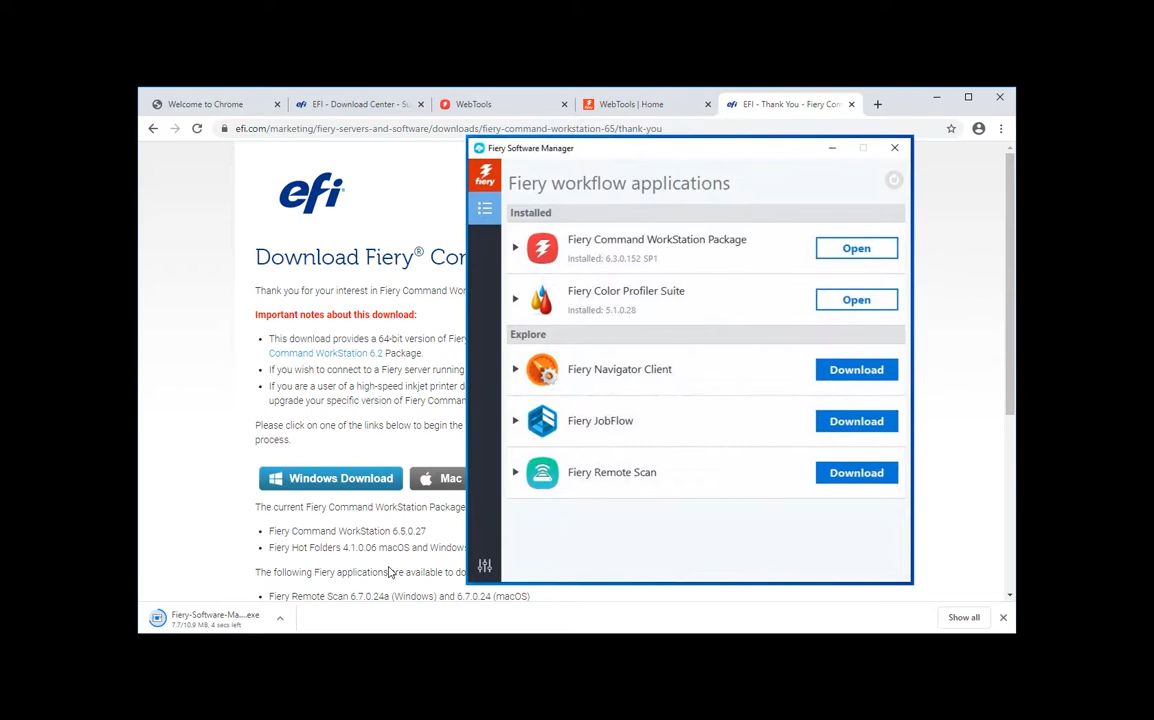 Welcome to Chrome
efi EFI - Download Center - Su
WebTools
WebTools | Home
efi EFI - Thank You - Fiery Com
efi.com/marketing/fiery-servers-and-software/downloads/fiery-command-workstation-65/thank-you
efi
Download Fiery® Co
Thank you for your interest in Fiery Command Wor
Important notes about this download:
This download provides a 64-bit version of Fiery
Command WorkStation 6.2 Package.
If you wish to connect to a Fiery server running
If you are a user of a high-speed inkjet printer d
upgrade your specific version of Fiery Comman
Please click on one of the links below to begin the
process.
Windows Download
Mac
The current Fiery Command WorkStation Package
Fiery Command WorkStation 6.5.0.27
Fiery Hot Folders 4.1.0.06 macOS and Windows
The following Fiery applications are available to do
Fiery Remote Scan 6.7.0.24a (Windows) and 6.7.0.24 (macOS)
Fiery Software Manager
fiery
Fiery workflow applications
Installed
Fiery Command WorkStation Package
Installed: 6.3.0.152 SP1
Open
Fiery Color Profiler Suite
Installed: 5.1.0.28
Open
Explore
Fiery Navigator Client
Download
Fiery JobFlow
Download
Fiery Remote Scan
Download
Fiery-Software-Ma....exe
7.7/10.9 MB, 4 secs left
Show all